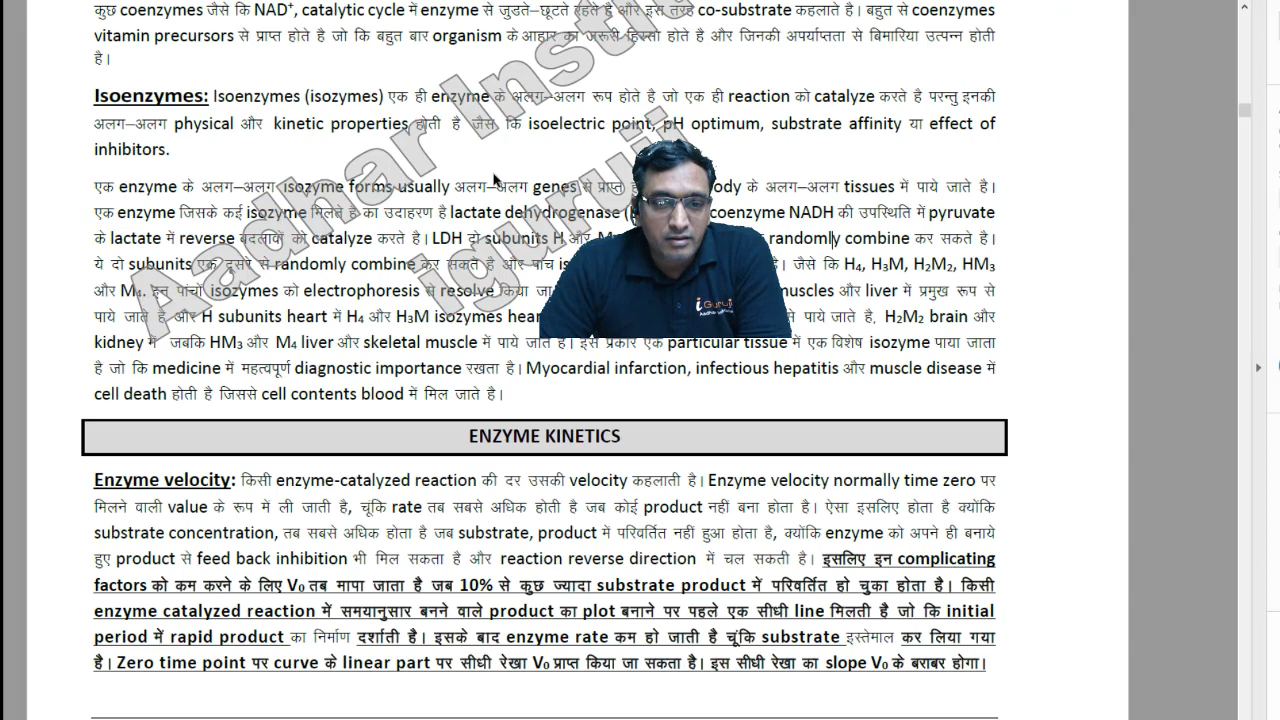 कुछ coenzymes जैसे कि NAD⁺, catalytic cycle में enzyme से जुडते–छूटते रहते है और इस तरह co-substrate कहलाते है। बहुत से coenzymes
vitamin precursors से प्राप्त होते है जो कि बहुत बार organism के आहार का जरूरी हिस्सा होते है और जिनकी अपर्याप्तता से बिमारिया उत्पन्न होती
है।
Isoenzymes: Isoenzymes (isozymes) एक ही enzyme के अलग–अलग रूप होते है जो एक ही reaction को catalyze करते है परन्तु इनकी
अलग–अलग physical और kinetic properties होती है जैसे कि isoelectric point, pH optimum, substrate affinity या effect of
inhibitors.
एक enzyme के अलग–अलग isozyme forms usually अलग–अलग genes से प्राप्त body के अलग–अलग tissues में पाये जाते है।
एक enzyme जिसके कई isozyme मिलते है का उदाहरण है lactate dehydrogenase coenzyme NADH की उपस्थिति में pyruvate
के lactate में reverse बदलावों को catalyze करते है। LDH दो subunits H और randomly combine कर सकते है।
ये दो subunits एक दूसरे से randomly combine कर सकते है और पांच है। जैसे कि H₄, H₃M, H₂M₂, HM₃
और M₄. इन पांचों isozymes को electrophoresis से resolve किया muscles और liver में प्रमुख रूप से
पाये जाते है और H subunits heart में H₄ और H₃M isozymes से पाये जाते है, H₂M₂ brain और
kidney में जबकि HM₃ और M₄ liver और skeletal muscle में पाये जाते है। इस प्रकार एक particular tissue में एक विशेष isozyme पाया जाता
है जो कि medicine में महत्वपूर्ण diagnostic importance रखता है। Myocardial infarction, infectious hepatitis और muscle disease में
cell death होती है जिससे cell contents blood में मिल जाते है।
ENZYME KINETICS
Enzyme velocity: किसी enzyme-catalyzed reaction की दर उसकी velocity कहलाती है। Enzyme velocity normally time zero पर
मिलने वाली value के रूप में ली जाती है, चूंकि rate तब सबसे अधिक होती है जब कोई product नहीं बना होता है। ऐसा इसलिए होता है क्योंकि
substrate concentration, तब सबसे अधिक होता है जब substrate, product में परिवर्तित नहीं हुआ होता है, क्योंकि enzyme को अपने ही बनाये
हुए product से feed back inhibition भी मिल सकता है और reaction reverse direction में चल सकती है। इसलिए इन complicating
factors को कम करने के लिए V₀ तब मापा जाता है जब 10% से कुछ ज्यादा substrate product में परिवर्तित हो चुका होता है। किसी
enzyme catalyzed reaction में समयानुसार बनने वाले product का plot बनाने पर पहले एक सीधी line मिलती है जो कि initial
period में rapid product का निर्माण दर्शाती है। इसके बाद enzyme rate कम हो जाती है चूंकि substrate इस्तेमाल कर लिया गया
है। Zero time point पर curve के linear part पर सीधी रेखा V₀ प्राप्त किया जा सकता है। इस सीधी रेखा का slope V₀ के बराबर होगा।
Aadhar Instit
iguruji
iGuruji